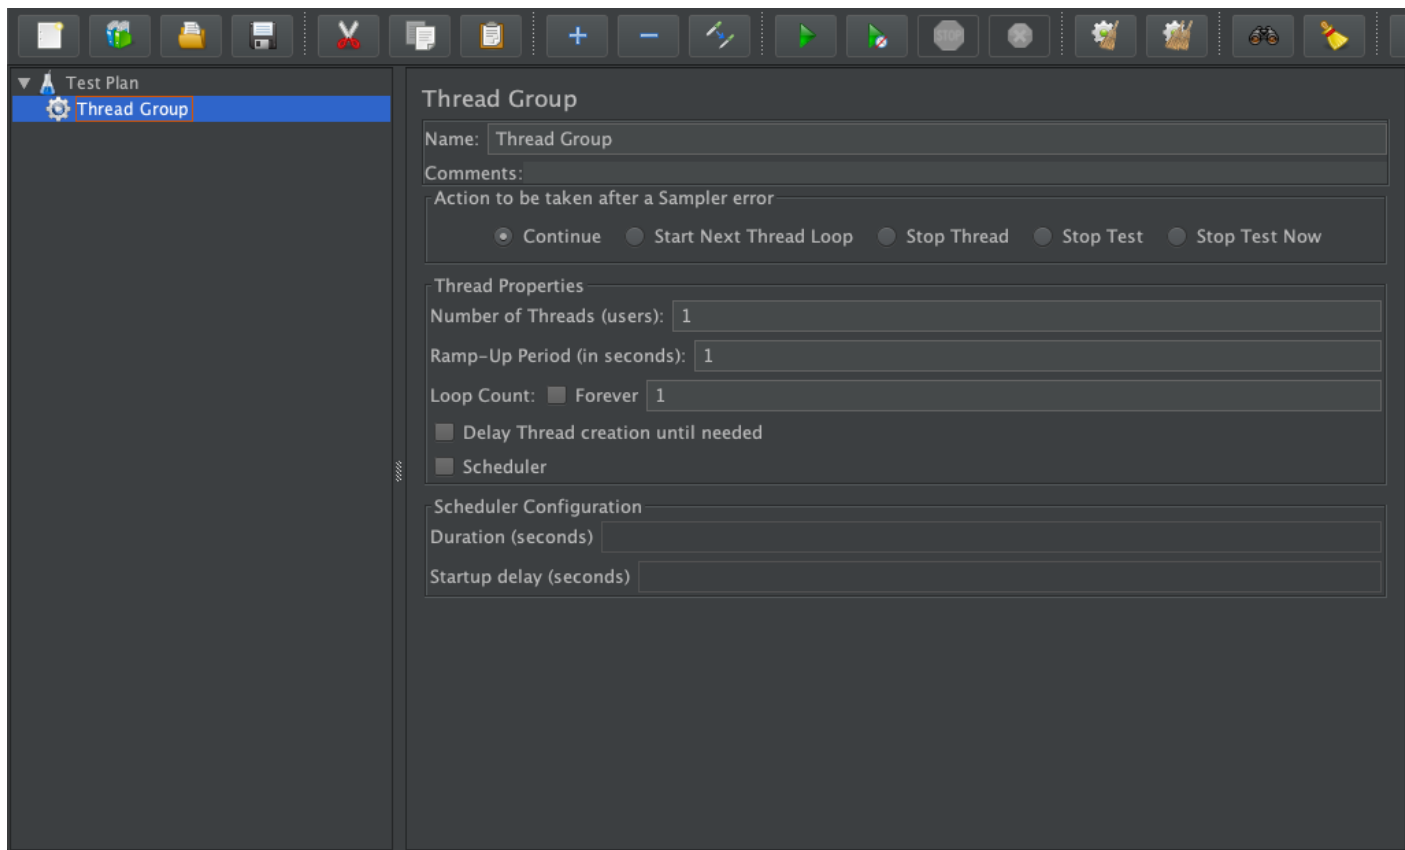 STOP
Test Plan
Thread Group
Thread Group
Name: Thread Group
Comments:
Action to be taken after a Sampler error
Continue Start Next Thread Loop Stop Thread Stop Test Stop Test Now
Thread Properties
Number of Threads (users): 1
Ramp-Up Period (in seconds): 1
Loop Count: Forever 1
Delay Thread creation until needed
Scheduler
Scheduler Configuration
Duration (seconds)
Startup delay (seconds)